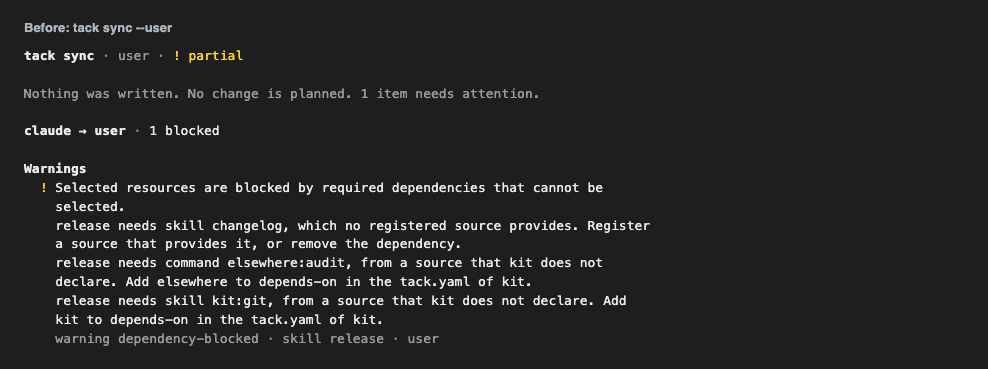 Before: tack sync --user
tack sync · user · ! partial
Nothing was written. No change is planned. 1 item needs attention.
claude → user · 1 blocked
Warnings
! Selected resources are blocked by required dependencies that cannot be
selected.
release needs skill changelog, which no registered source provides. Register
a source that provides it, or remove the dependency.
release needs command elsewhere:audit, from a source that kit does not
declare. Add elsewhere to depends-on in the tack.yaml of kit.
release needs skill kit:git, from a source that kit does not declare. Add
kit to depends-on in the tack.yaml of kit.
warning dependency-blocked · skill release · user